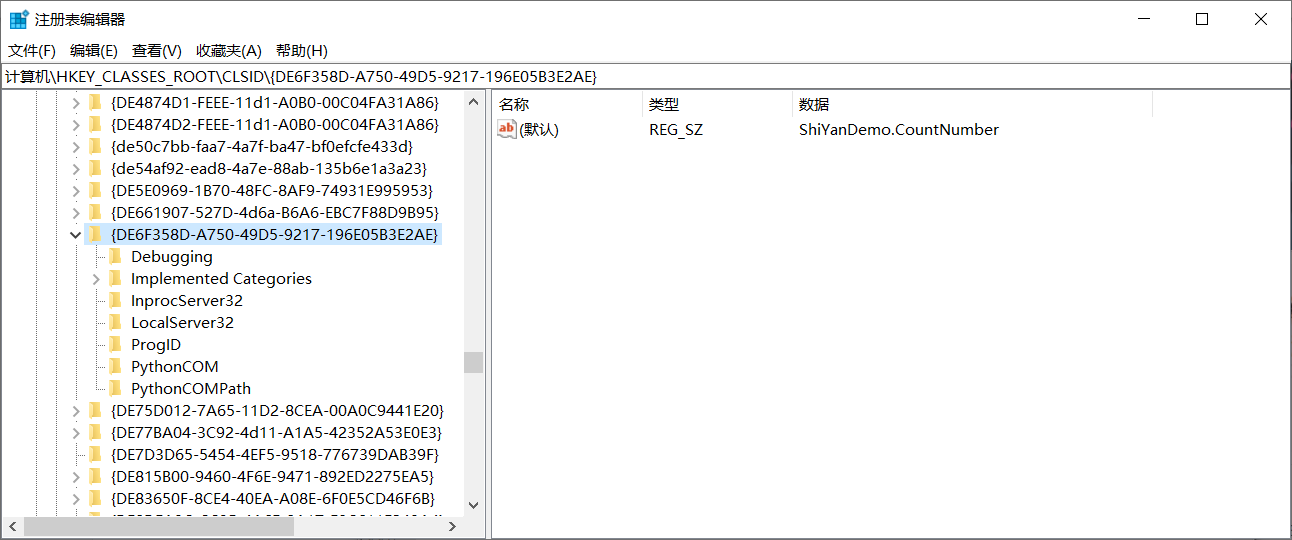 注册表编辑器
文件(F) 编辑(E) 查看(V) 收藏夹(A) 帮助(H)
计算机\HKEY_CLASSES_ROOT\CLSID\{DE6F358D-A750-49D5-9217-196E05B3E2AE}
{DE4874D1-FEEE-11d1-A0B0-00C04FA31A86}
{DE4874D2-FEEE-11d1-A0B0-00C04FA31A86}
{de50c7bb-faa7-4a7f-ba47-bf0efcfe433d}
{de54af92-ead8-4a7e-88ab-135b6e1a3a23}
{DE5E0969-1B70-48FC-8AF9-74931E995953}
{DE661907-527D-4d6a-B6A6-EBC7F88D9B95}
{DE6F358D-A750-49D5-9217-196E05B3E2AE}
Debugging
Implemented Categories
InprocServer32
LocalServer32
ProgID
PythonCOM
PythonCOMPath
{DE75D012-7A65-11D2-8CEA-00A0C9441E20}
{DE77BA04-3C92-4d11-A1A5-42352A53E0E3}
{DE7D3D65-5454-4EF5-9518-776739DAB39F}
{DE815B00-9460-4F6E-9471-892ED2275EA5}
{DE83650F-8CE4-40EA-A08E-6F0E5CD46F6B}
名称 类型 数据
ab (默认) REG_SZ ShiYanDemo.CountNumber